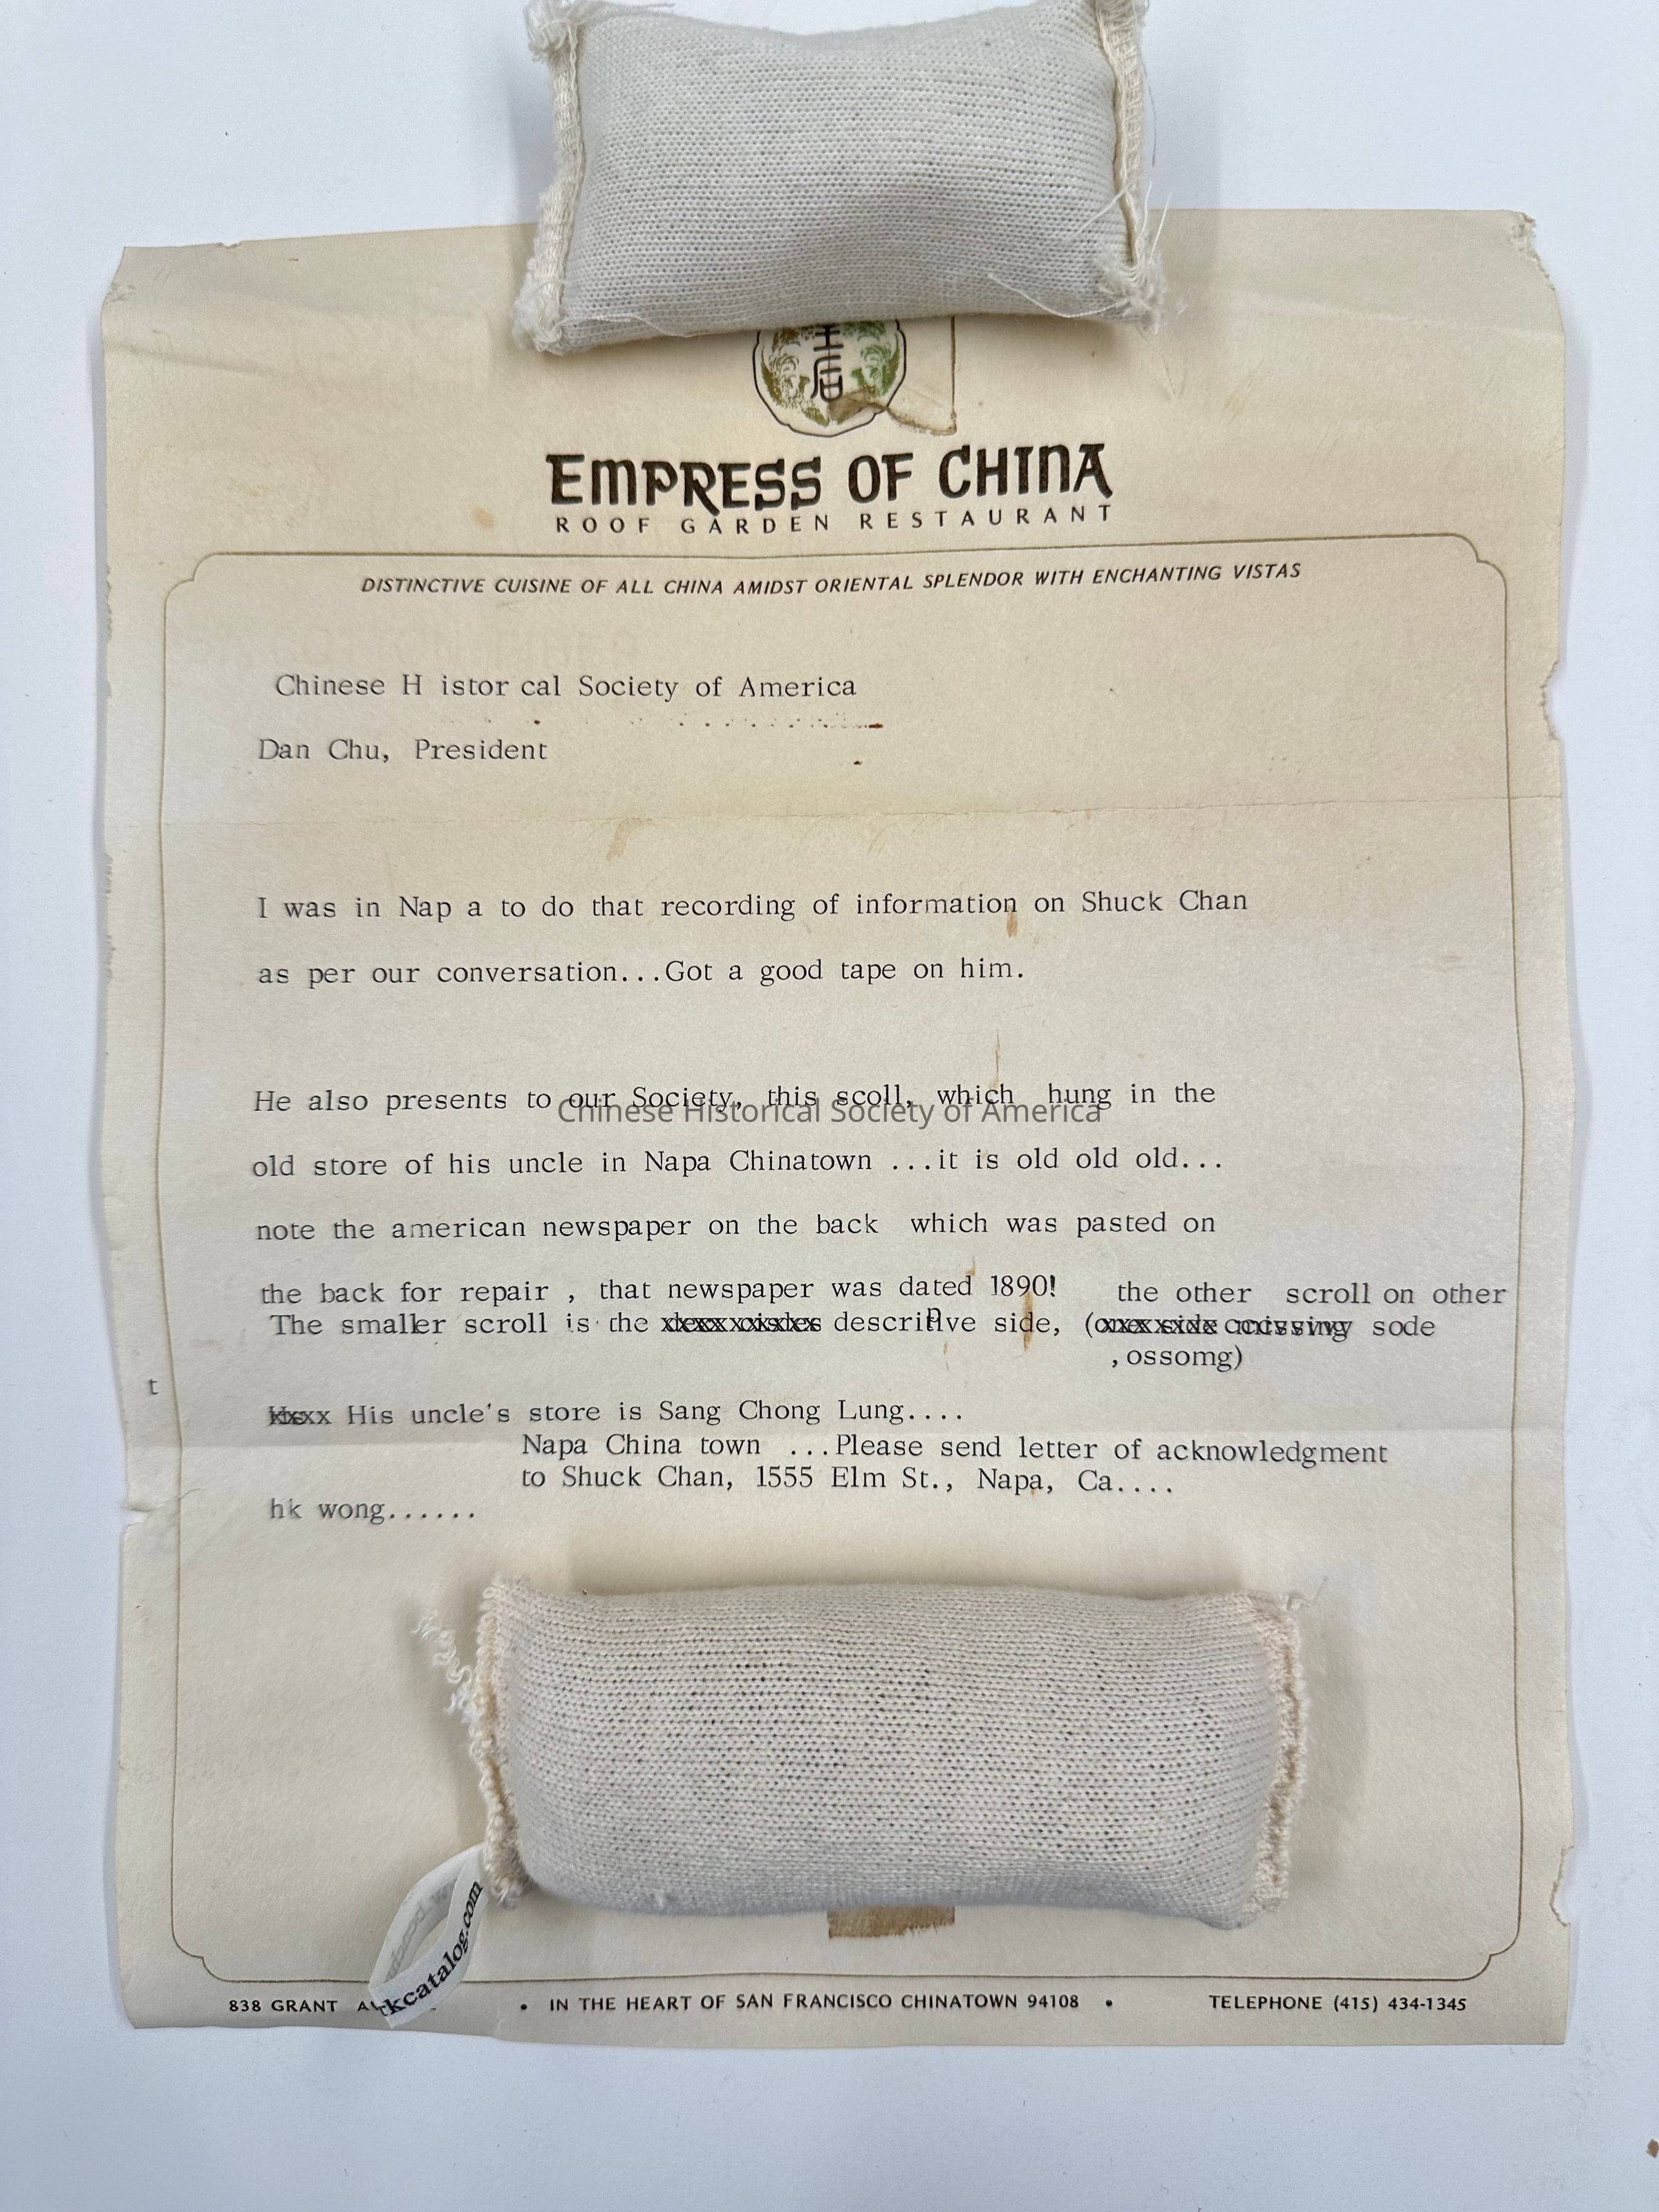 后
EMPRESS OF CHINA
ROOF GARDEN RESTAURANT
DISTINCTIVE CUISINE OF ALL CHINA AMIDST ORIENTAL SPLENDOR WITH ENCHANTING VISTAS
Chinese H istor cal Society of America
Dan Chu, President
I was in Nap a to do that recording of information on Shuck Chan
as per our conversation...Got a good tape on him.
He also presents to our Society, this scoll, which hung in the
Chinese Historical Society of America
old store of his uncle in Napa Chinatown ...it is old old old...
note the american newspaper on the back which was pasted on
the back for repair , that newspaper was dated 1890! the other scroll on other
The smaller scroll is the side, ( sode
,ossomg)
t
His uncle's store is Sang Chong Lung....
Napa China town ...Please send letter of acknowledgment
to Shuck Chan, 1555 Elm St., Napa, Ca....
hk wong......
kcatalog.com
838 GRANT • IN THE HEART OF SAN FRANCISCO CHINATOWN 94108 • TELEPHONE (415) 434-1345